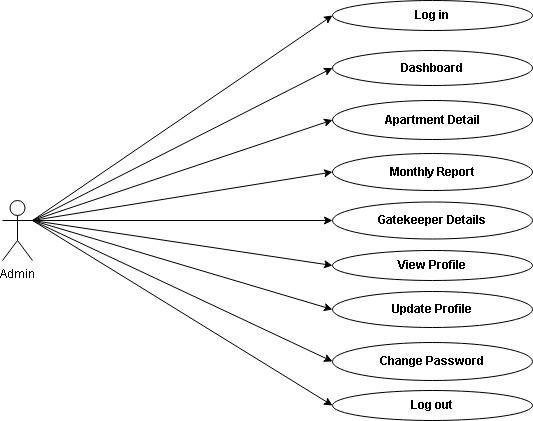 Log in
Dashboard
Apartment Detail
Monthly Report
Gatekeeper Details
Admin
View Profile
Update Profile
Change Password
Log out